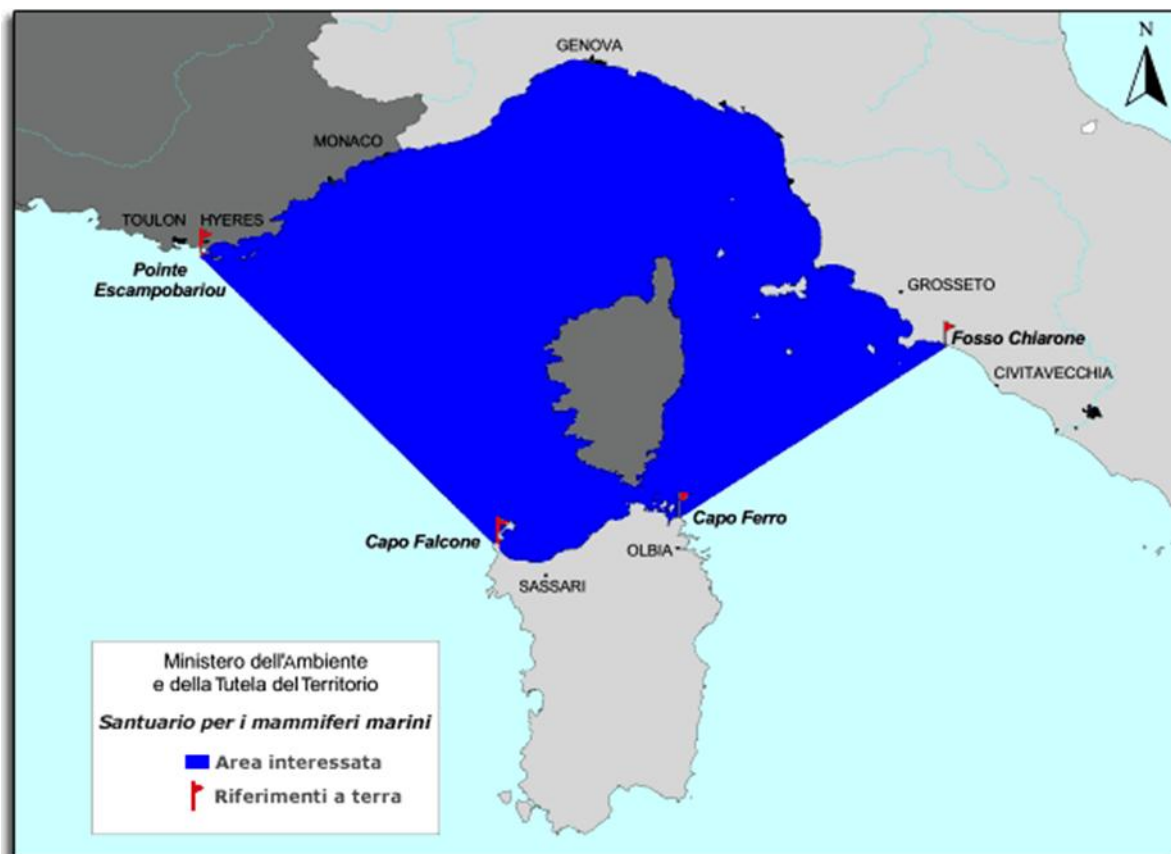 GENOVA
N
MONACO
TOULON HYERES
Pointe
Escampobariou
GROSSETO
Fosso Chiarone
CIVITAVECCHIA
Capo Falcone
Capo Ferro
OLBIA
SASSARI
Ministero dell'Ambiente
e della Tutela del Territorio
Santuario per i mammiferi marini
Area interessata
Riferimenti a terra